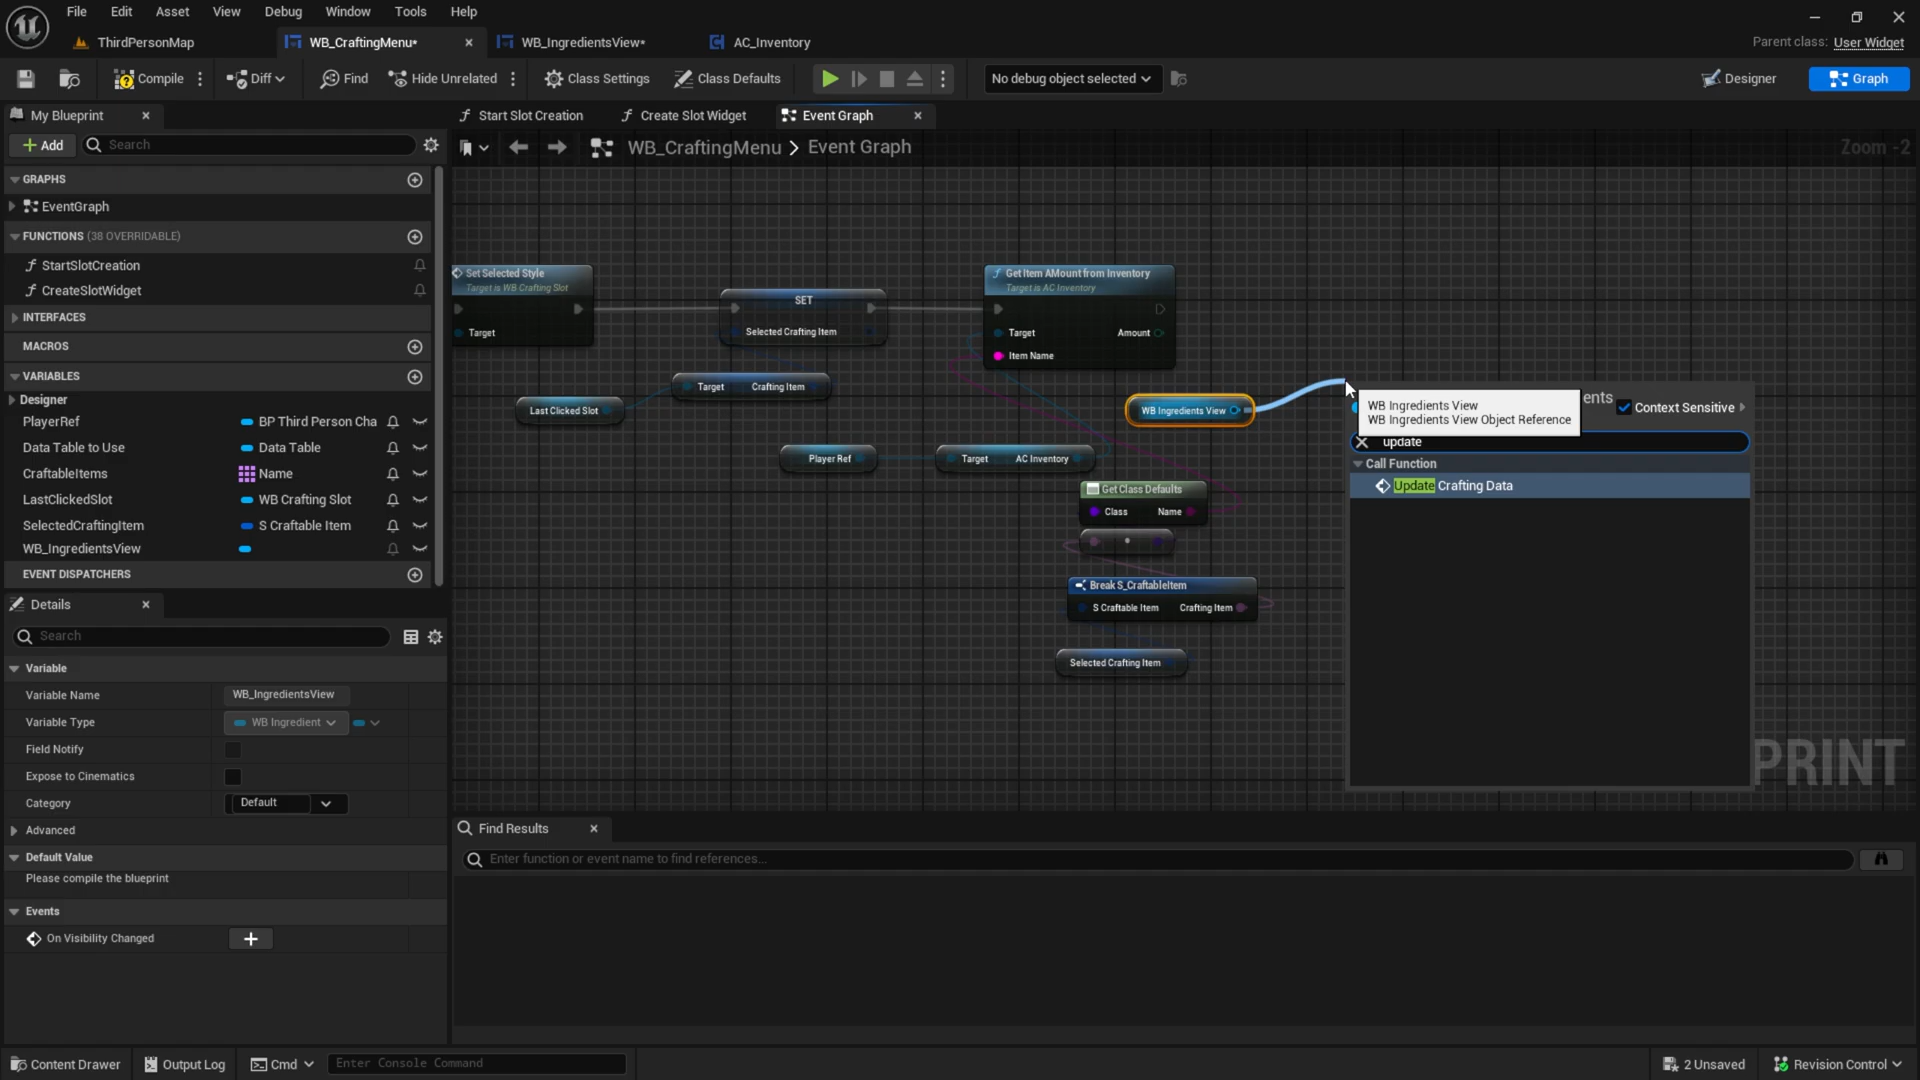 File Edit Asset View Debug Window Tools Help
ThirdPersonMap
WB_CraftingMenu*
WB_IngredientsView*
AC_Inventory
Parent class: User Widget
Compile
Diff
Find
Hide Unrelated
Class Settings
Class Defaults
No debug object selected
Designer
Graph
My Blueprint
Start Slot Creation
Create Slot Widget
Event Graph
Add
Search
WB_CraftingMenu > Event Graph
Zoom -2
GRAPHS
EventGraph
FUNCTIONS (38 OVERRIDABLE)
StartSlotCreation
CreateSlotWidget
INTERFACES
MACROS
VARIABLES
Designer
PlayerRef
BP Third Person Cha
Data Table to Use
Data Table
CraftableItems
Name
LastClickedSlot
WB Crafting Slot
SelectedCraftingItem
S Craftable Item
WB_IngredientsView
EVENT DISPATCHERS
Set Selected Style
Target is WB Crafting Slot
Target
SET
Selected Crafting Item
Get Item AMount from Inventory
Target is AC Inventory
Target
Amount
Item Name
Target
Crafting Item
Last Clicked Slot
WB Ingredients View
Player Ref
Target
AC Inventory
Get Class Defaults
Class
Name
Break S_CraftableItem
S Craftable Item
Crafting Item
Selected Crafting Item
WB Ingredients View
WB Ingredients View Object Reference
Context Sensitive
update
Call Function
Update Crafting Data
Details
Search
Variable
Variable Name
WB_IngredientsView
Variable Type
WB Ingredient
Field Notify
Expose to Cinematics
Category
Default
Advanced
Default Value
Please compile the blueprint
Events
On Visibility Changed
Find Results
Enter function or event name to find references...
Content Drawer
Output Log
Cmd
Enter Console Command
2 Unsaved
Revision Control